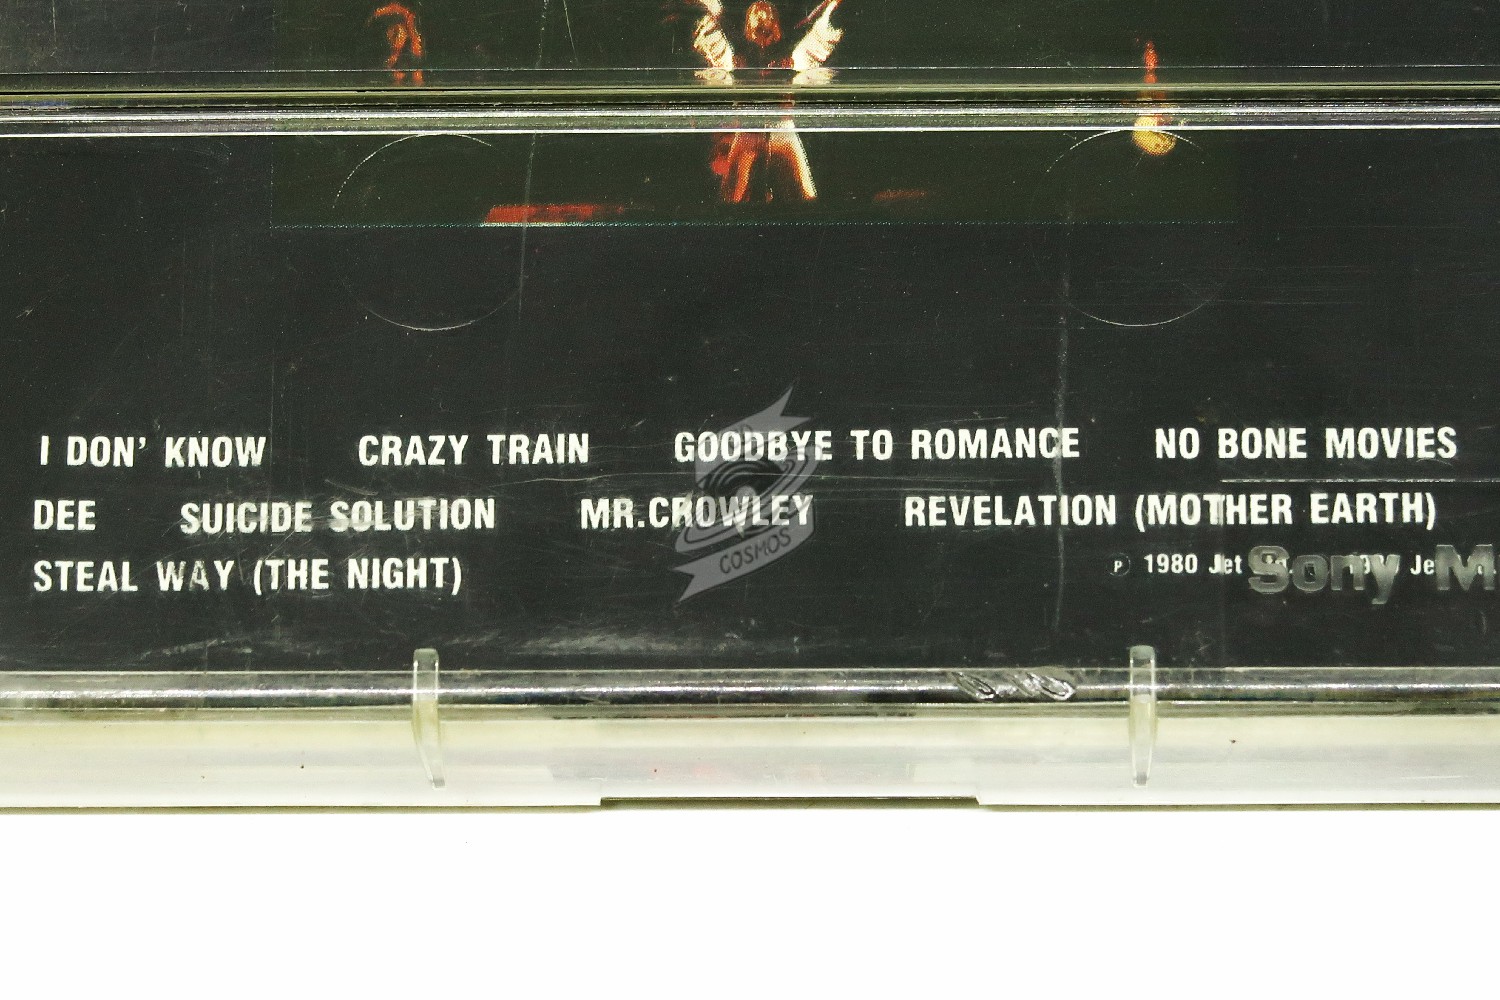 I DON' KNOW CRAZY TRAIN GOODBYE TO ROMANCE NO BONE MOVIES
DEE SUICIDE SOLUTION MR.CROWLEY REVELATION (MOTHER EARTH)
STEAL WAY (THE NIGHT)
℗ 1980 Jet
Sony M
COSMOS